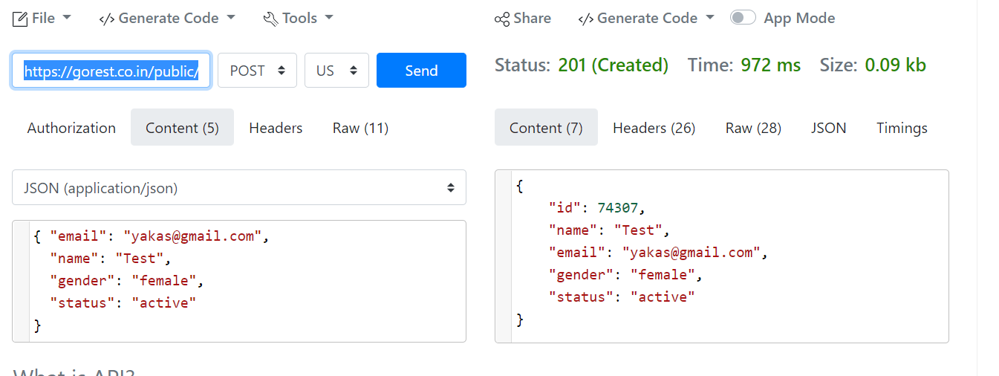 File Generate Code Tools
Share Generate Code App Mode
https://gorest.co.in/public/ POST US Send
Status: 201 (Created) Time: 972 ms Size: 0.09 kb
Authorization Content (5) Headers Raw (11)
Content (7) Headers (26) Raw (28) JSON Timings
JSON (application/json)
{ "email": "yakas@gmail.com",
"name": "Test",
"gender": "female",
"status": "active"
}
{
"id": 74307,
"name": "Test",
"email": "yakas@gmail.com",
"gender": "female",
"status": "active"
}
What is API?